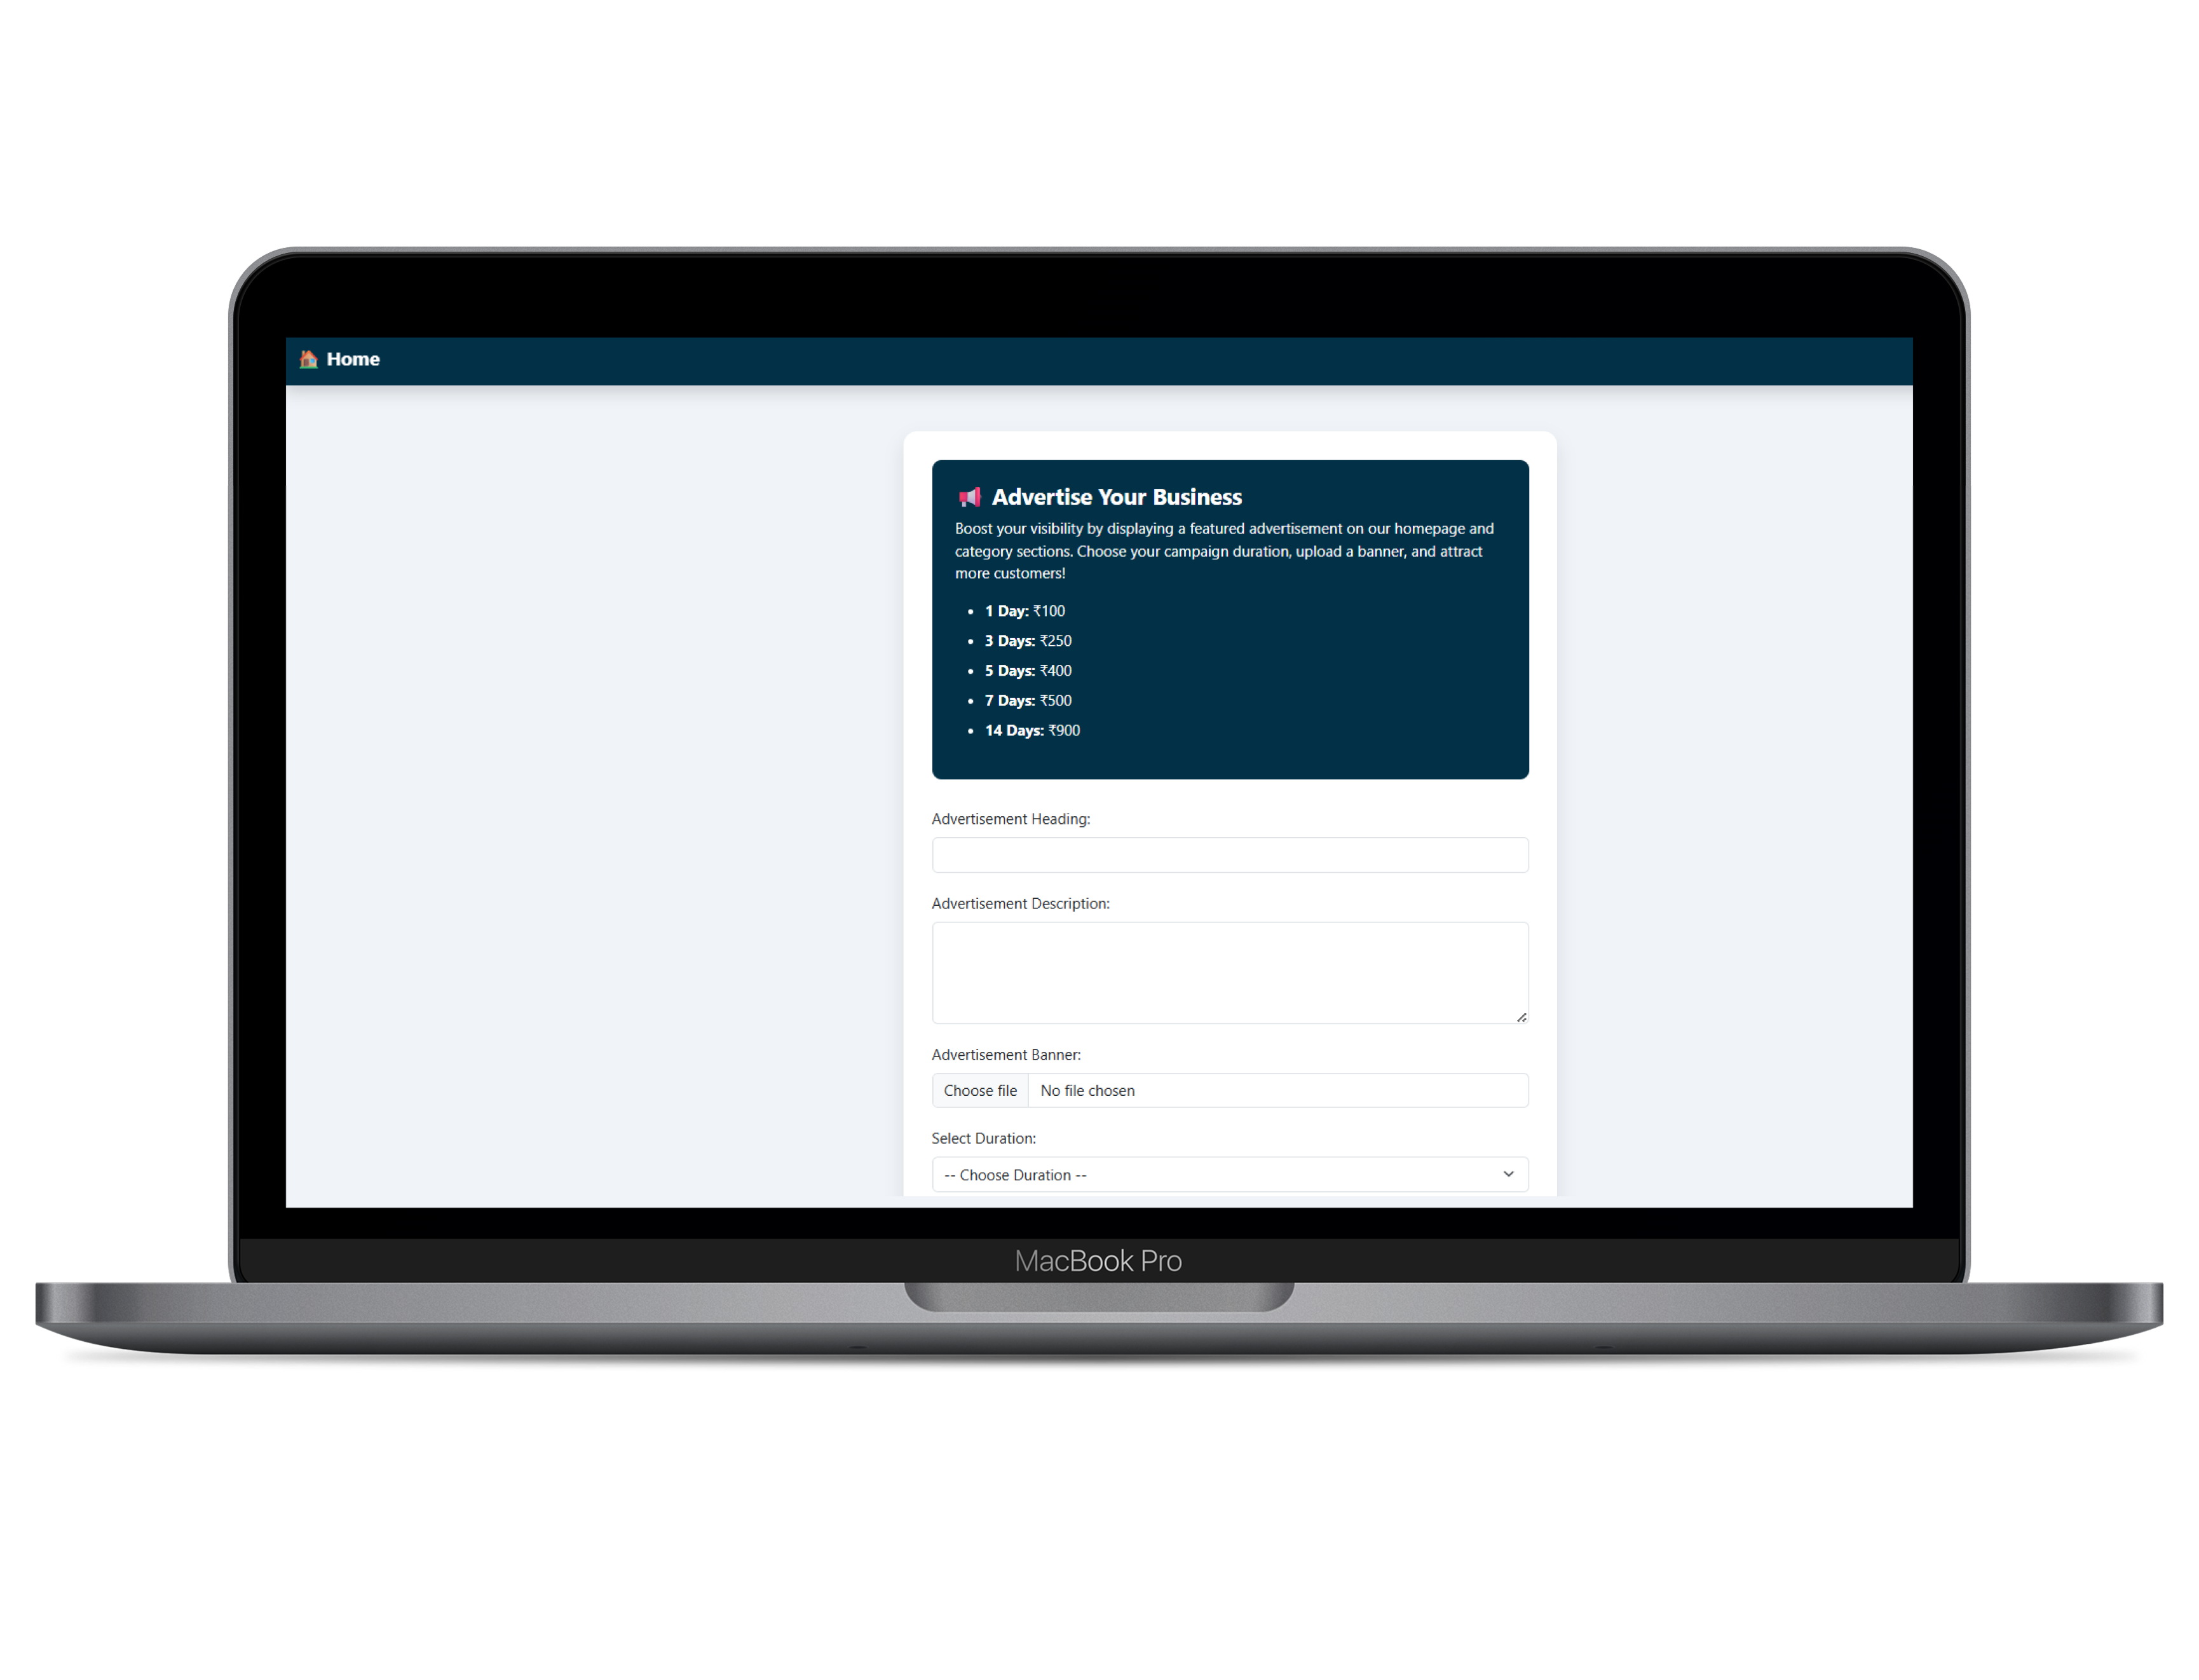 🏠 Home
📢 Advertise Your Business
Boost your visibility by displaying a featured advertisement on our homepage and
category sections. Choose your campaign duration, upload a banner, and attract
more customers!
• 1 Day: ₹100
• 3 Days: ₹250
• 5 Days: ₹400
• 7 Days: ₹500
• 14 Days: ₹900
Advertisement Heading:
Advertisement Description:
Advertisement Banner:
Choose file No file chosen
Select Duration:
-- Choose Duration --
MacBook Pro